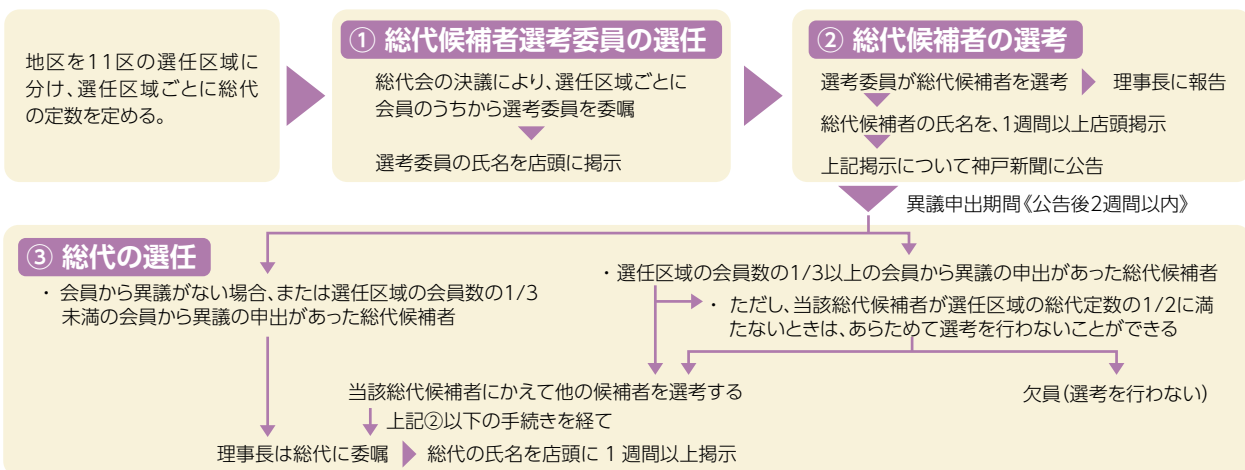 地区を11区の選任区域に
分け、選任区域ごとに総代
の定数を定める。
① 総代候補者選考委員の選任
総代会の決議により、選任区域ごとに
会員のうちから選考委員を委嘱
選考委員の氏名を店頭に掲示
② 総代候補者の選考
選考委員が総代候補者を選考 理事長に報告
総代候補者の氏名を、1週間以上店頭掲示
上記掲示について神戸新聞に公告
異議申出期間《公告後2週間以内》
③ 総代の選任
・ 会員から異議がない場合、または選任区域の会員数の1/3
未満の会員から異議の申出があった総代候補者
・ 選任区域の会員数の1/3以上の会員から異議の申出があった総代候補者
・ ただし、当該総代候補者が選任区域の総代定数の1/2に満
たないときは、あらためて選考を行わないことができる
当該総代候補者にかえて他の候補者を選考する
欠員(選考を行わない)
上記②以下の手続きを経て
理事長は総代に委嘱 総代の氏名を店頭に 1 週間以上掲示